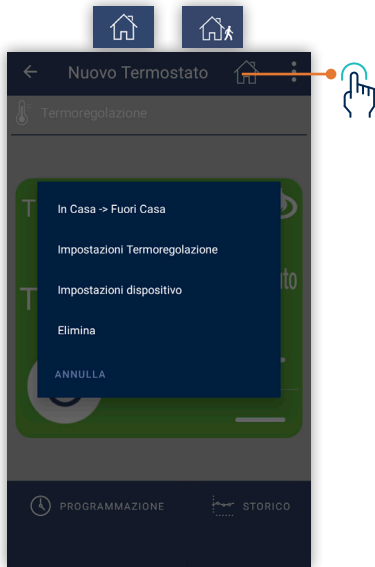 Nuovo Termostato
Termoregolazione
In Casa -> Fuori Casa
Impostazioni Termoregolazione
Impostazioni dispositivo
Elimina
ANNULLA
PROGRAMMAZIONE
STORICO